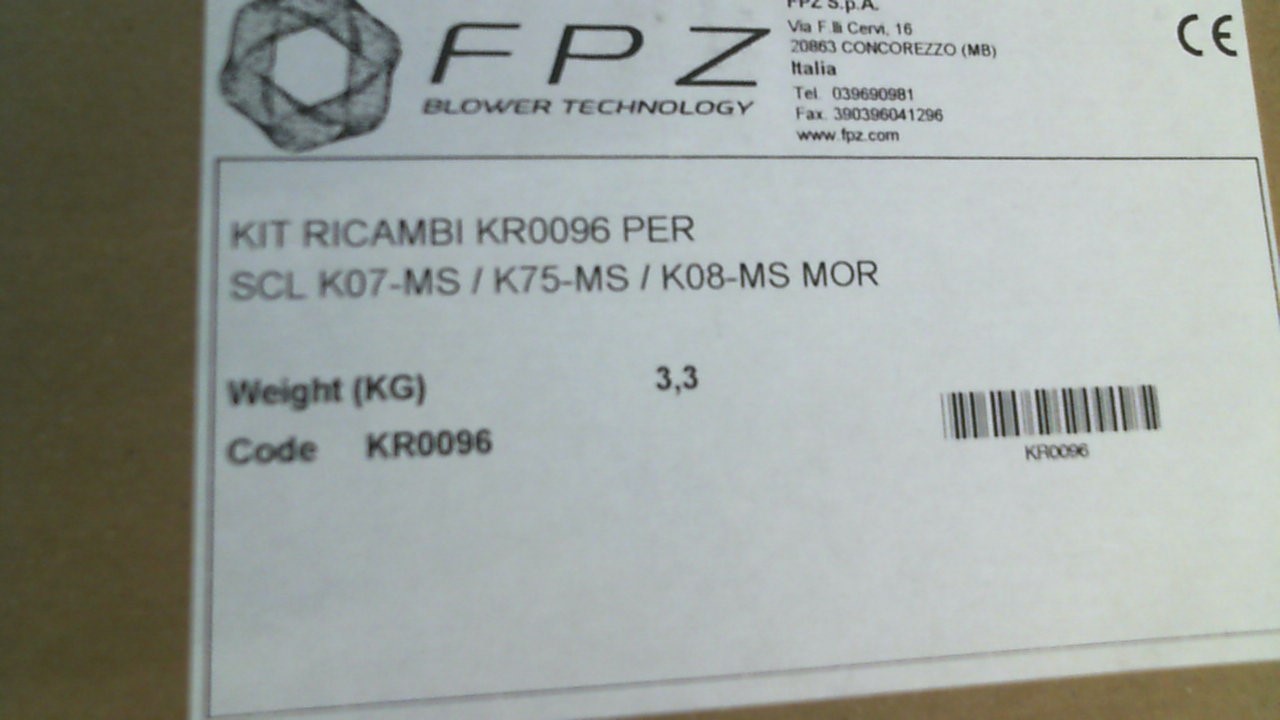 FPZ
BLOWER TECHNOLOGY
FPZ S.p.A.
Via F.lli Cervi, 16
20863 CONCOREZZO (MB)
Italia
Tel. 039690981
Fax. 390396041296
www.fpz.com
CE
KIT RICAMBI KR0096 PER
SCL K07-MS / K75-MS / K08-MS MOR
Weight (KG) 3,3
Code KR0096
KR0096